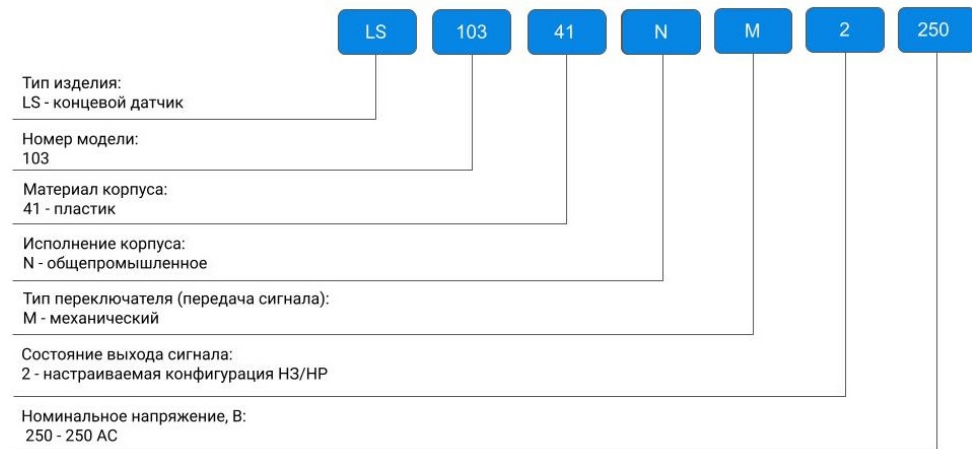 LS 103 41 N M 2 250
Тип изделия:
LS - концевой датчик
Номер модели:
103
Материал корпуса:
41 - пластик
Исполнение корпуса:
N - общепромышленное
Тип переключателя (передача сигнала):
M - механический
Состояние выхода сигнала:
2 - настраиваемая конфигурация НЗ/НР
Номинальное напряжение, В:
250 - 250 AC